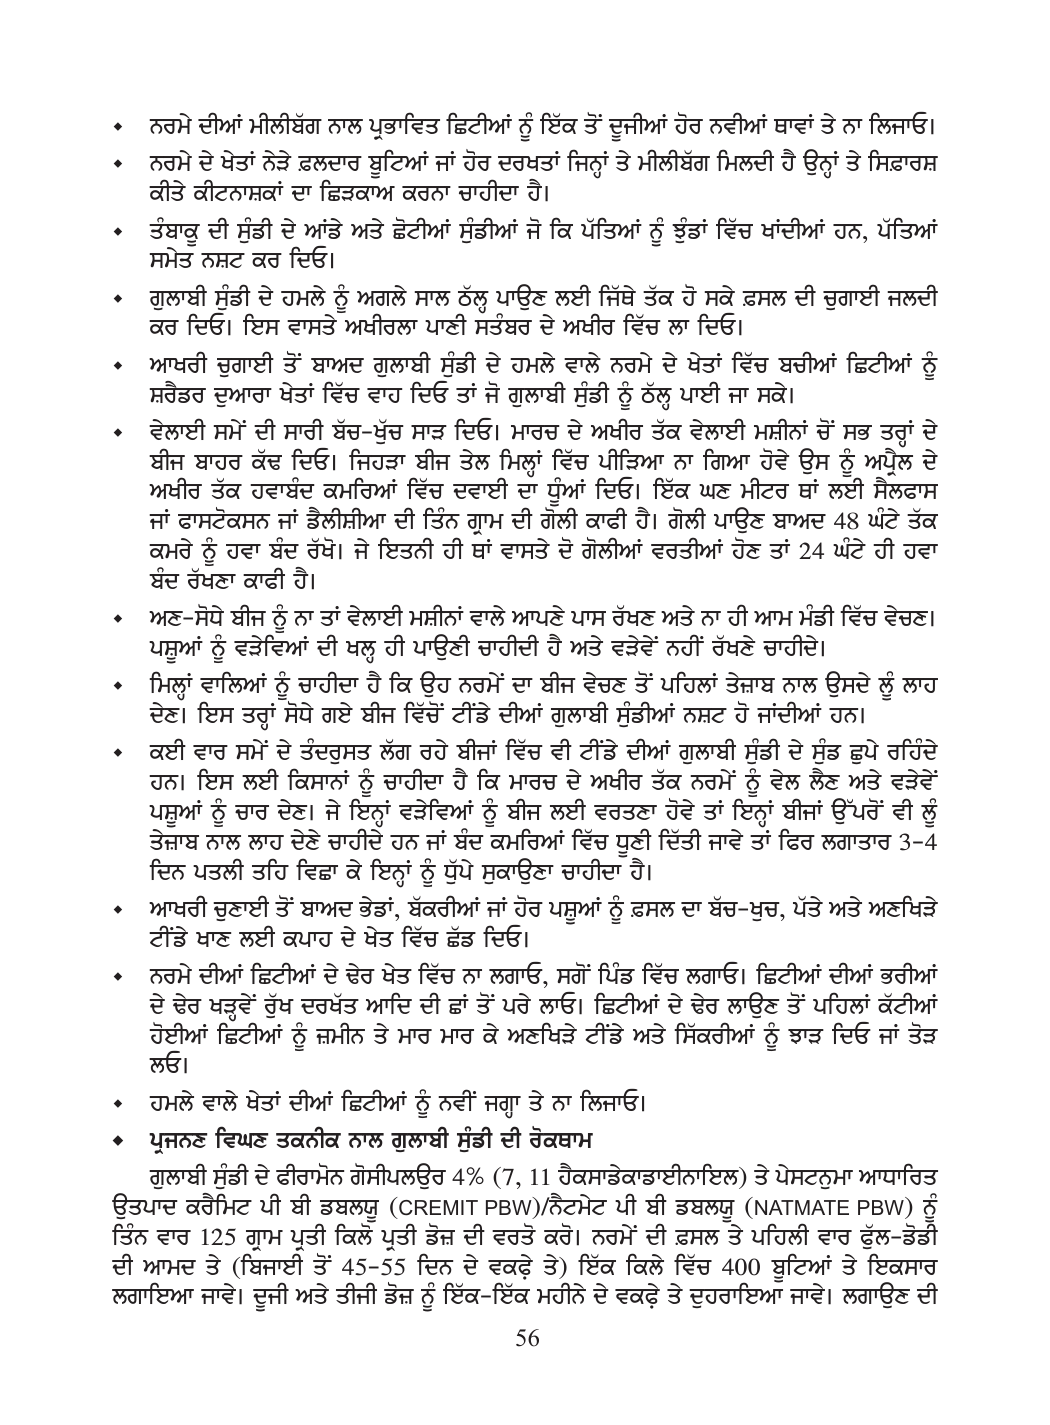 ⬥ ਨਰਮੇ ਦੀਆਂ ਮੀਲੀਬੱਗ ਨਾਲ ਪ੍ਰਭਾਵਿਤ ਛਿਟੀਆਂ ਨੂੰ ਇੱਕ ਤੋਂ ਦੂਜੀਆਂ ਹੋਰ ਨਵੀਆਂ ਥਾਵਾਂ ਤੇ ਨਾ ਲਿਜਾਓ।
⬥ ਨਰਮੇ ਦੇ ਖੇਤਾਂ ਨੇੜੇ ਫ਼ਲਦਾਰ ਬੂਟਿਆਂ ਜਾਂ ਹੋਰ ਦਰਖਤਾਂ ਜਿਨ੍ਹਾਂ ਤੇ ਮੀਲੀਬੱਗ ਮਿਲਦੀ ਹੈ ਉਨ੍ਹਾਂ ਤੇ ਸਿਫ਼ਾਰਸ਼
ਕੀਤੇ ਕੀਟਨਾਸ਼ਕਾਂ ਦਾ ਛਿੜਕਾਅ ਕਰਨਾ ਚਾਹੀਦਾ ਹੈ।
⬥ ਤੰਬਾਕੂ ਦੀ ਸੁੰਡੀ ਦੇ ਆਂਡੇ ਅਤੇ ਛੋਟੀਆਂ ਸੁੰਡੀਆਂ ਜੋ ਕਿ ਪੱਤਿਆਂ ਨੂੰ ਝੁੰਡਾਂ ਵਿੱਚ ਖਾਂਦੀਆਂ ਹਨ, ਪੱਤਿਆਂ
ਸਮੇਤ ਨਸ਼ਟ ਕਰ ਦਿਓ।
⬥ ਗੁਲਾਬੀ ਸੁੰਡੀ ਦੇ ਹਮਲੇ ਨੂੰ ਅਗਲੇ ਸਾਲ ਠੱਲ੍ਹ ਪਾਉਣ ਲਈ ਜਿੱਥੇ ਤੱਕ ਹੋ ਸਕੇ ਫ਼ਸਲ ਦੀ ਚੁਗਾਈ ਜਲਦੀ
ਕਰ ਦਿਓ। ਇਸ ਵਾਸਤੇ ਅਖੀਰਲਾ ਪਾਣੀ ਸਤੰਬਰ ਦੇ ਅਖੀਰ ਵਿੱਚ ਲਾ ਦਿਓ।
⬥ ਆਖਰੀ ਚੁਗਾਈ ਤੋਂ ਬਾਅਦ ਗੁਲਾਬੀ ਸੁੰਡੀ ਦੇ ਹਮਲੇ ਵਾਲੇ ਨਰਮੇ ਦੇ ਖੇਤਾਂ ਵਿੱਚ ਬਚੀਆਂ ਛਿਟੀਆਂ ਨੂੰ
ਸ਼ਰੈਡਰ ਦੁਆਰਾ ਖੇਤਾਂ ਵਿੱਚ ਵਾਹ ਦਿਓ ਤਾਂ ਜੋ ਗੁਲਾਬੀ ਸੁੰਡੀ ਨੂੰ ਠੱਲ੍ਹ ਪਾਈ ਜਾ ਸਕੇ।
⬥ ਵੇਲਾਈ ਸਮੇਂ ਦੀ ਸਾਰੀ ਬੱਚ-ਖੁੱਚ ਸਾੜ ਦਿਓ। ਮਾਰਚ ਦੇ ਅਖੀਰ ਤੱਕ ਵੇਲਾਈ ਮਸ਼ੀਨਾਂ ਚੋਂ ਸਭ ਤਰ੍ਹਾਂ ਦੇ
ਬੀਜ ਬਾਹਰ ਕੱਢ ਦਿਓ। ਜਿਹੜਾ ਬੀਜ ਤੇਲ ਮਿਲ੍ਹਾਂ ਵਿੱਚ ਪੀੜਿਆ ਨਾ ਗਿਆ ਹੋਵੇ ਉਸ ਨੂੰ ਅਪ੍ਰੈਲ ਦੇ
ਅਖੀਰ ਤੱਕ ਹਵਾਬੰਦ ਕਮਰਿਆਂ ਵਿੱਚ ਦਵਾਈ ਦਾ ਧੂੰਆਂ ਦਿਓ। ਇੱਕ ਘਣ ਮੀਟਰ ਥਾਂ ਲਈ ਸੈਲਫਾਸ
ਜਾਂ ਫਾਸਟੋਕਸਨ ਜਾਂ ਡੈਲੀਸ਼ੀਆ ਦੀ ਤਿੰਨ ਗ੍ਰਾਮ ਦੀ ਗੋਲੀ ਕਾਫੀ ਹੈ। ਗੋਲੀ ਪਾਉਣ ਬਾਅਦ 48 ਘੰਟੇ ਤੱਕ
ਕਮਰੇ ਨੂੰ ਹਵਾ ਬੰਦ ਰੱਖੋ। ਜੇ ਇਤਨੀ ਹੀ ਥਾਂ ਵਾਸਤੇ ਦੋ ਗੋਲੀਆਂ ਵਰਤੀਆਂ ਹੋਣ ਤਾਂ 24 ਘੰਟੇ ਹੀ ਹਵਾ
ਬੰਦ ਰੱਖਣਾ ਕਾਫੀ ਹੈ।
⬥ ਅਣ-ਸੋਧੇ ਬੀਜ ਨੂੰ ਨਾ ਤਾਂ ਵੇਲਾਈ ਮਸ਼ੀਨਾਂ ਵਾਲੇ ਆਪਣੇ ਪਾਸ ਰੱਖਣ ਅਤੇ ਨਾ ਹੀ ਆਮ ਮੰਡੀ ਵਿੱਚ ਵੇਚਣ।
ਪਸ਼ੂਆਂ ਨੂੰ ਵੜੇਵਿਆਂ ਦੀ ਖਲ੍ਹ ਹੀ ਪਾਉਣੀ ਚਾਹੀਦੀ ਹੈ ਅਤੇ ਵੜੇਵੇਂ ਨਹੀਂ ਰੱਖਣੇ ਚਾਹੀਦੇ।
⬥ ਮਿਲ੍ਹਾਂ ਵਾਲਿਆਂ ਨੂੰ ਚਾਹੀਦਾ ਹੈ ਕਿ ਉਹ ਨਰਮੇਂ ਦਾ ਬੀਜ ਵੇਚਣ ਤੋਂ ਪਹਿਲਾਂ ਤੇਜ਼ਾਬ ਨਾਲ ਉਸਦੇ ਲੂੰ ਲਾਹ
ਦੇਣ। ਇਸ ਤਰ੍ਹਾਂ ਸੋਧੇ ਗਏ ਬੀਜ ਵਿੱਚੋਂ ਟੀਂਡੇ ਦੀਆਂ ਗੁਲਾਬੀ ਸੁੰਡੀਆਂ ਨਸ਼ਟ ਹੋ ਜਾਂਦੀਆਂ ਹਨ।
⬥ ਕਈ ਵਾਰ ਸਮੇਂ ਦੇ ਤੰਦਰੁਸਤ ਲੱਗ ਰਹੇ ਬੀਜਾਂ ਵਿੱਚ ਵੀ ਟੀਂਡੇ ਦੀਆਂ ਗੁਲਾਬੀ ਸੁੰਡੀ ਦੇ ਸੁੰਡ ਛੁਪੇ ਰਹਿੰਦੇ
ਹਨ। ਇਸ ਲਈ ਕਿਸਾਨਾਂ ਨੂੰ ਚਾਹੀਦਾ ਹੈ ਕਿ ਮਾਰਚ ਦੇ ਅਖੀਰ ਤੱਕ ਨਰਮੇਂ ਨੂੰ ਵੇਲ ਲੈਣ ਅਤੇ ਵੜੇਵੇਂ
ਪਸ਼ੂਆਂ ਨੂੰ ਚਾਰ ਦੇਣ। ਜੇ ਇਨ੍ਹਾਂ ਵੜੇਵਿਆਂ ਨੂੰ ਬੀਜ ਲਈ ਵਰਤਣਾ ਹੋਵੇ ਤਾਂ ਇਨ੍ਹਾਂ ਬੀਜਾਂ ਉੱਪਰੋਂ ਵੀ ਲੂੰ
ਤੇਜ਼ਾਬ ਨਾਲ ਲਾਹ ਦੇਣੇ ਚਾਹੀਦੇ ਹਨ ਜਾਂ ਬੰਦ ਕਮਰਿਆਂ ਵਿੱਚ ਧੂਣੀ ਦਿੱਤੀ ਜਾਵੇ ਤਾਂ ਫਿਰ ਲਗਾਤਾਰ 3-4
ਦਿਨ ਪਤਲੀ ਤਹਿ ਵਿਛਾ ਕੇ ਇਨ੍ਹਾਂ ਨੂੰ ਧੁੱਪੇ ਸੁਕਾਉਣਾ ਚਾਹੀਦਾ ਹੈ।
⬥ ਆਖਰੀ ਚੁਣਾਈ ਤੋਂ ਬਾਅਦ ਭੇਡਾਂ, ਬੱਕਰੀਆਂ ਜਾਂ ਹੋਰ ਪਸ਼ੂਆਂ ਨੂੰ ਫ਼ਸਲ ਦਾ ਬੱਚ-ਖੁਚ, ਪੱਤੇ ਅਤੇ ਅਣਖਿੜੇ
ਟੀਂਡੇ ਖਾਣ ਲਈ ਕਪਾਹ ਦੇ ਖੇਤ ਵਿੱਚ ਛੱਡ ਦਿਓ।
⬥ ਨਰਮੇ ਦੀਆਂ ਛਿਟੀਆਂ ਦੇ ਢੇਰ ਖੇਤ ਵਿੱਚ ਨਾ ਲਗਾਓ, ਸਗੋਂ ਪਿੰਡ ਵਿੱਚ ਲਗਾਓ। ਛਿਟੀਆਂ ਦੀਆਂ ਭਰੀਆਂ
ਦੇ ਢੇਰ ਖੜ੍ਹਵੇਂ ਰੁੱਖ ਦਰਖੱਤ ਆਦਿ ਦੀ ਛਾਂ ਤੋਂ ਪਰੇ ਲਾਓ। ਛਿਟੀਆਂ ਦੇ ਢੇਰ ਲਾਉਣ ਤੋਂ ਪਹਿਲਾਂ ਕੱਟੀਆਂ
ਹੋਈਆਂ ਛਿਟੀਆਂ ਨੂੰ ਜ਼ਮੀਨ ਤੇ ਮਾਰ ਮਾਰ ਕੇ ਅਣਖਿੜੇ ਟੀਂਡੇ ਅਤੇ ਸਿੱਕਰੀਆਂ ਨੂੰ ਝਾੜ ਦਿਓ ਜਾਂ ਤੋੜ
ਲਓ।
⬥ ਹਮਲੇ ਵਾਲੇ ਖੇਤਾਂ ਦੀਆਂ ਛਿਟੀਆਂ ਨੂੰ ਨਵੀਂ ਜਗ੍ਹਾ ਤੇ ਨਾ ਲਿਜਾਓ।
⬥ ਪ੍ਰਜਨਣ ਵਿਘਣ ਤਕਨੀਕ ਨਾਲ ਗੁਲਾਬੀ ਸੁੰਡੀ ਦੀ ਰੋਕਥਾਮ
ਗੁਲਾਬੀ ਸੁੰਡੀ ਦੇ ਫੀਰਾਮੋਨ ਗੋਸੀਪਲਉਰ 4% (7, 11 ਹੈਕਸਾਡੇਕਾਡਾਈਨਾਇਲ) ਤੇ ਪੇਸਟਨੁਮਾ ਆਧਾਰਿਤ
ਉਤਪਾਦ ਕਰੈਮਿਟ ਪੀ ਬੀ ਡਬਲਯੂ (CREMIT PBW)/ਨੈਟਮੇਟ ਪੀ ਬੀ ਡਬਲਯੂ (NATMATE PBW) ਨੂੰ
ਤਿੰਨ ਵਾਰ 125 ਗ੍ਰਾਮ ਪ੍ਰਤੀ ਕਿਲੋ ਪ੍ਰਤੀ ਡੋਜ਼ ਦੀ ਵਰਤੋ ਕਰੋ। ਨਰਮੇਂ ਦੀ ਫ਼ਸਲ ਤੇ ਪਹਿਲੀ ਵਾਰ ਫੁੱਲ-ਡੋਡੀ
ਦੀ ਆਮਦ ਤੇ (ਬਿਜਾਈ ਤੋਂ 45-55 ਦਿਨ ਦੇ ਵਕਫ਼ੇ ਤੇ) ਇੱਕ ਕਿਲੇ ਵਿੱਚ 400 ਬੂਟਿਆਂ ਤੇ ਇਕਸਾਰ
ਲਗਾਇਆ ਜਾਵੇ। ਦੂਜੀ ਅਤੇ ਤੀਜੀ ਡੋਜ਼ ਨੂੰ ਇੱਕ-ਇੱਕ ਮਹੀਨੇ ਦੇ ਵਕਫ਼ੇ ਤੇ ਦੁਹਰਾਇਆ ਜਾਵੇ। ਲਗਾਉਣ ਦੀ
56